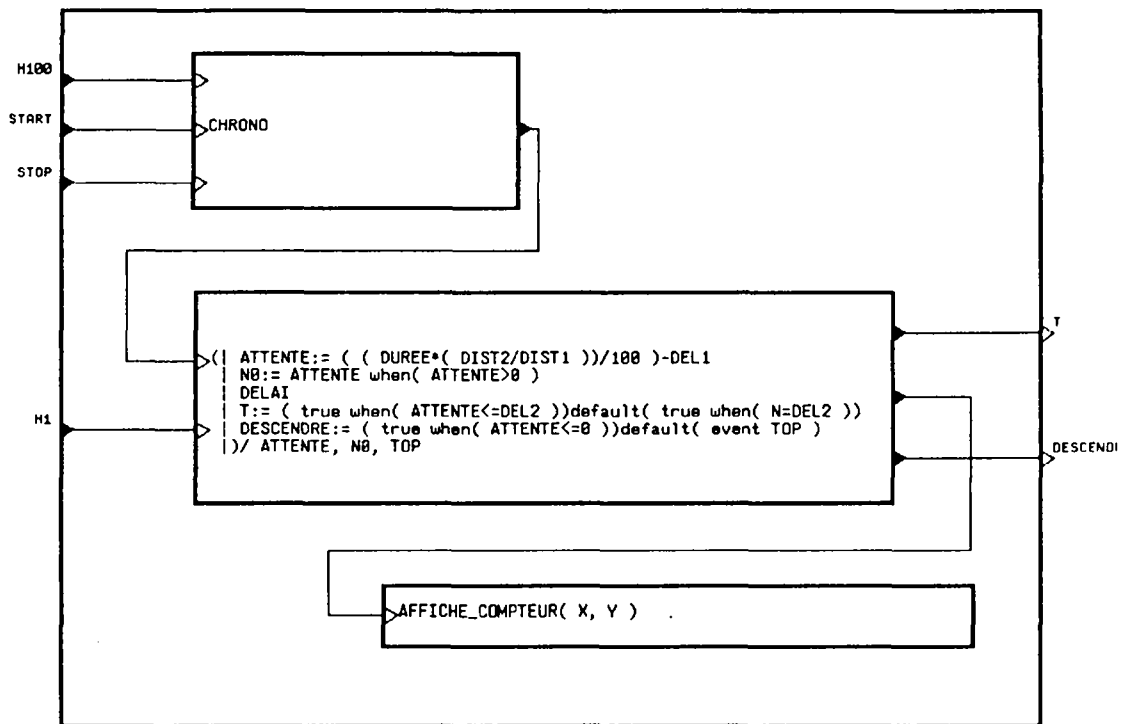 H100
START
CHRONO
STOP
T
(| ATTENTE:= ( ( DUREE*( DIST2/DIST1 ))/100 )-DEL1
| N0:= ATTENTE when( ATTENTE>0 )
| DELAI
| T:= ( true when( ATTENTE<=DEL2 ))default( true when( N=DEL2 ))
| DESCENDRE:= ( true when( ATTENTE<=0 ))default( event TOP )
|)/ ATTENTE, N0, TOP
H1
DESCENDI
AFFICHE_COMPTEUR( X, Y )